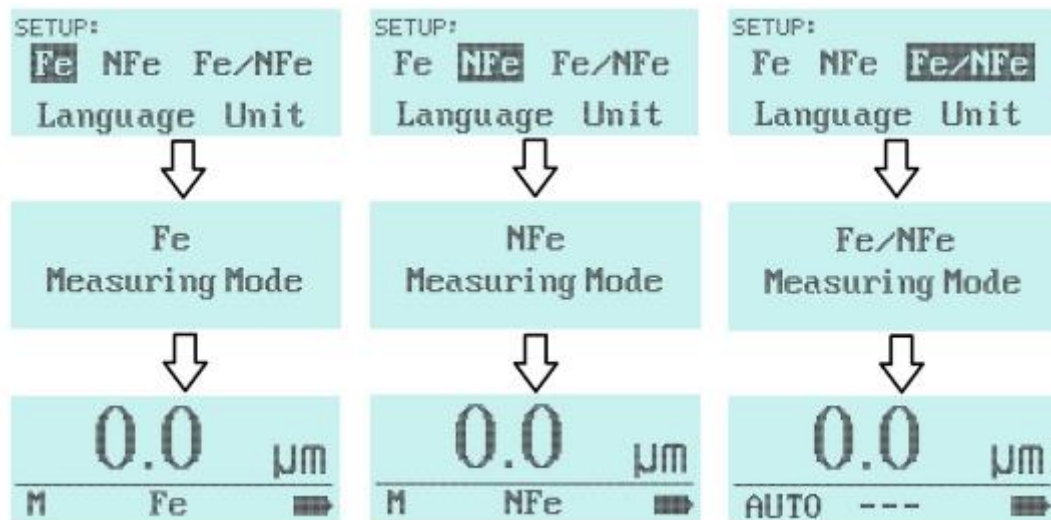 SETUP:
Fe NFe Fe/NFe
Language Unit
Fe
Measuring Mode
0.0 μm
M Fe
SETUP:
Fe NFe Fe/NFe
Language Unit
NFe
Measuring Mode
0.0 μm
M NFe
SETUP:
Fe NFe Fe/NFe
Language Unit
Fe/NFe
Measuring Mode
0.0 μm
AUTO ---